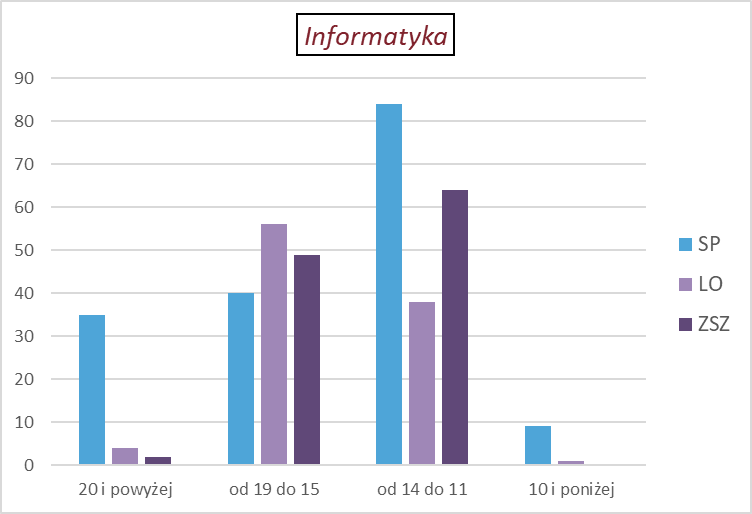 Informatyka
90
80
70
60
50
40
30
20
10
0
20 i powyżej
od 19 do 15
od 14 do 11
10 i poniżej
SP
LO
ZSZ